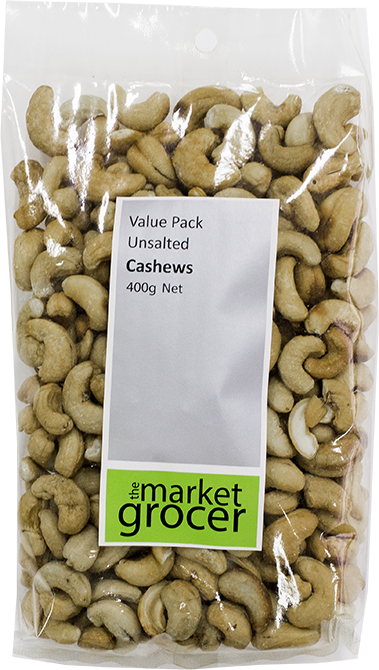 Value Pack
Unsalted
Cashews
400g Net
the market
grocer